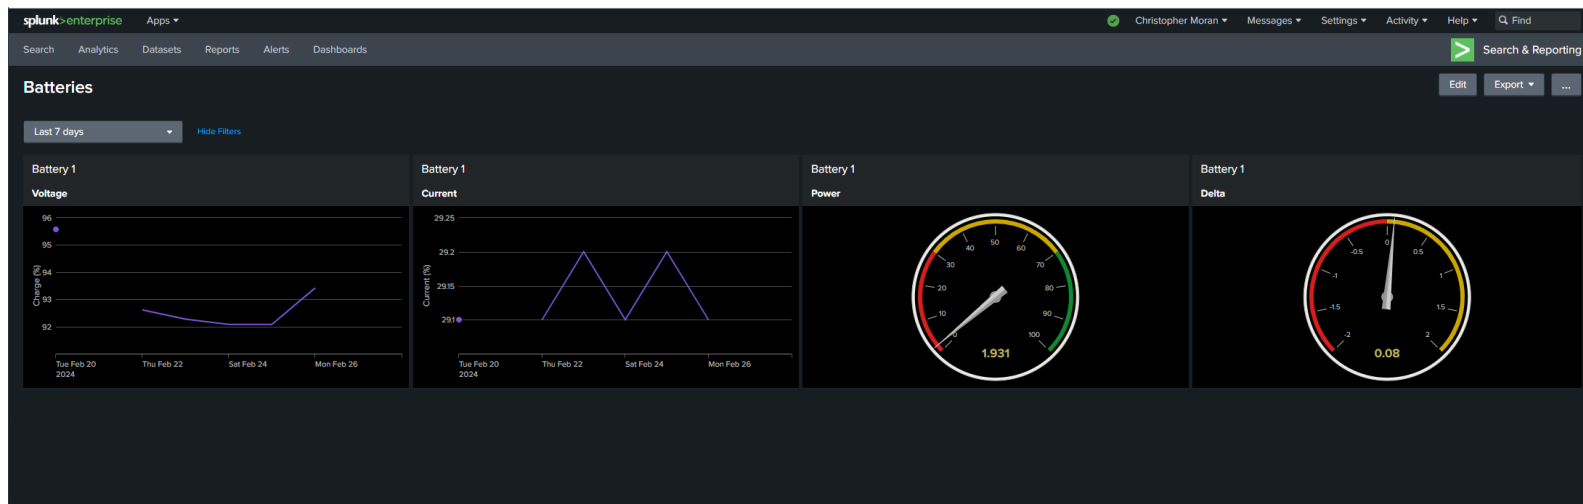 splunk>enterprise Apps Christopher Moran Messages Settings Activity Help Find
Search Analytics Datasets Reports Alerts Dashboards Search & Reporting
Batteries Edit Export ...
Last 7 days Hide Filters
Battery 1
Voltage
Charge (%)
96
95
94
93
92
Tue Feb 20 Thu Feb 22 Sat Feb 24 Mon Feb 26
2024
Battery 1
Current
Current (%)
29.25
29.2
29.15
29.1
Tue Feb 20 Thu Feb 22 Sat Feb 24 Mon Feb 26
2024
Battery 1
Power
0
10
20
30
40
50
60
70
80
90
100
1.931
Battery 1
Delta
-2
-1.5
-1
-0.5
0
0.5
1
1.5
2
0.08